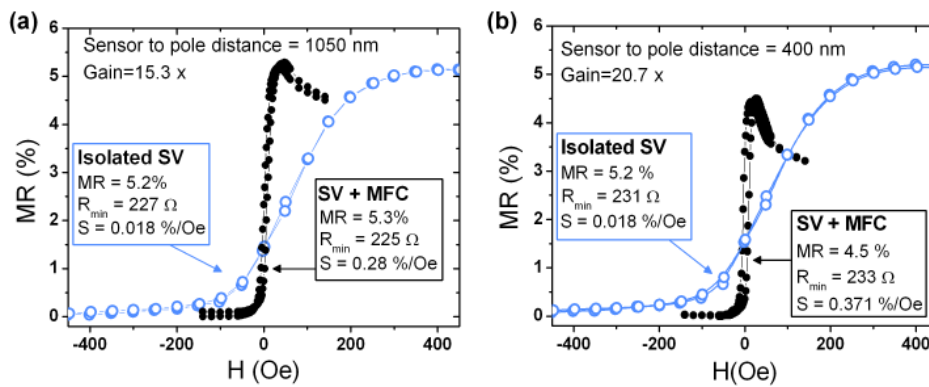 (a)
Sensor to pole distance = 1050 nm
Gain=15.3 x
Isolated SV
MR = 5.2%
Rmin = 227 Ω
S = 0.018 %/Oe
SV + MFC
MR = 5.3%
Rmin = 225 Ω
S = 0.28 %/Oe
MR (%)
6
5
4
3
2
1
0
-400 -200 0 200 400
H (Oe)
(b)
Sensor to pole distance = 400 nm
Gain=20.7 x
Isolated SV
MR = 5.2 %
Rmin = 231 Ω
S = 0.018 %/Oe
SV + MFC
MR = 4.5 %
Rmin = 233 Ω
S = 0.371 %/Oe
MR (%)
6
5
4
3
2
1
0
-400 -200 0 200 400
H(Oe)